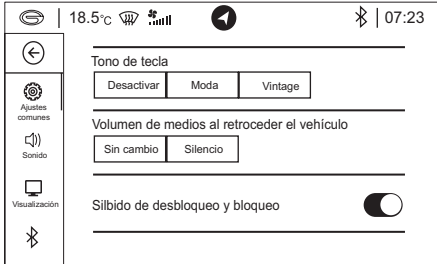 18.5°C
07:23
Tono de tecla
Desactivar Moda Vintage
Ajustes
comunes
Volumen de medios al retroceder el vehículo
Sin cambio Silencio
Sonido
Visualización
Silbido de desbloqueo y bloqueo